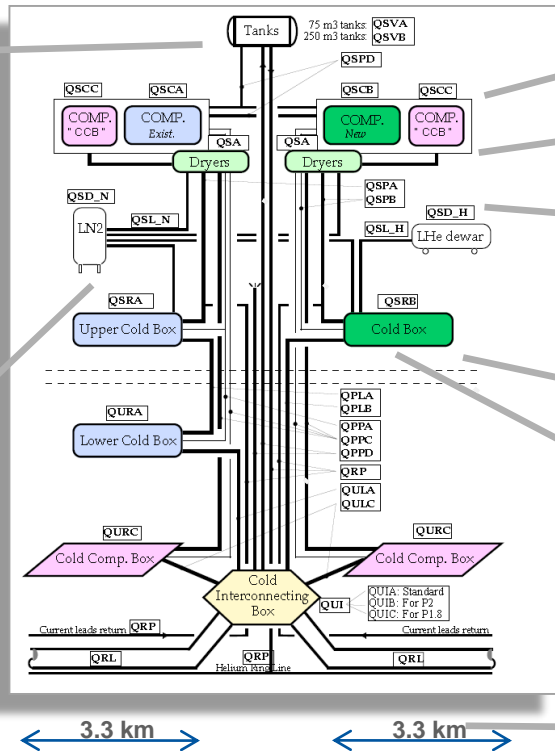 Tanks
75 m3 tanks: QSVA
250 m3 tanks: QSVB
QSPD
QSCC
QSCA
QSCB
QSCC
COMP.
"CCB"
COMP.
Exist.
COMP.
New
COMP.
"CCB"
QSA
QSA
Dryers
Dryers
QSPA
QSPB
QSD_N
QSL_N
LN2
QSD_H
QSL_H
LHe dewar
QSRA
QSRB
Upper Cold Box
Cold Box
QPLA
QPLB
QURA
QPPA
QPPC
QPPD
Lower Cold Box
QRP
QULA
QULC
QURC
QURC
Cold Comp. Box
Cold Comp. Box
Cold
Interconnecting
Box
QUI
QUIA: Standard
QUIB: For P2
QUIC: For P1.8
QRP
Current leads return
Current leads return
QRL
QRP
QRL
Helium Ring Line
3.3 km
3.3 km